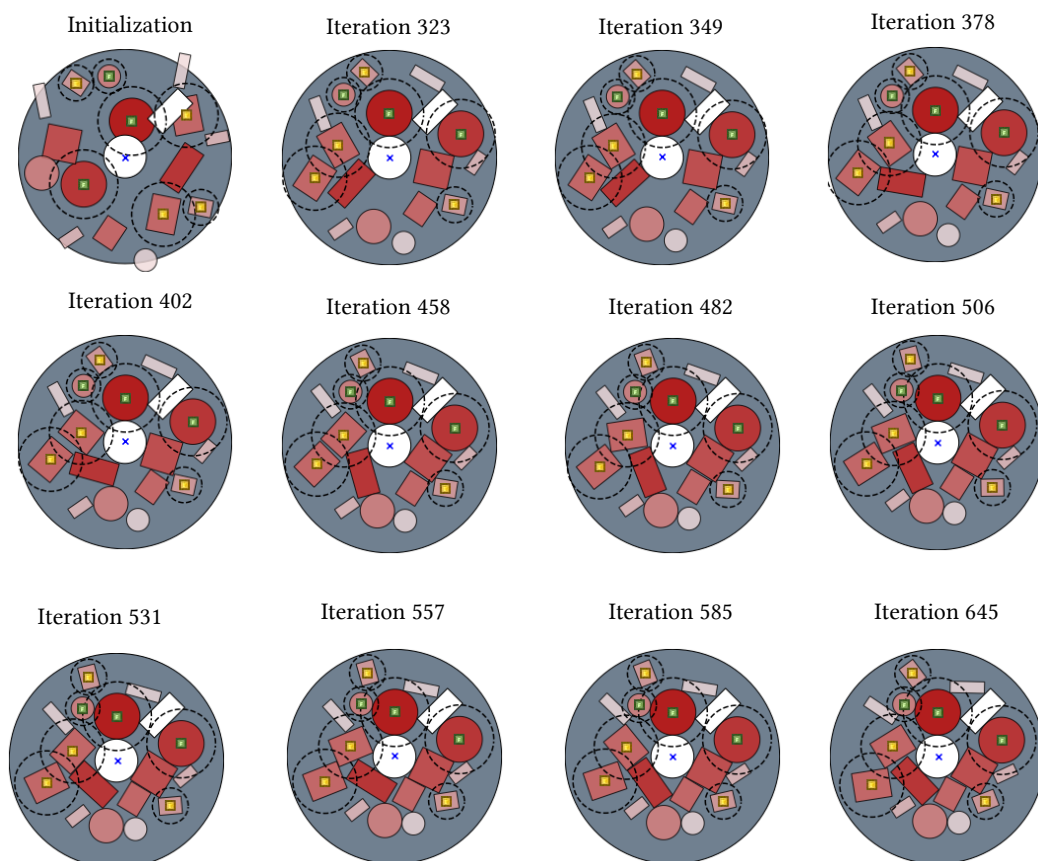 Initialization
Iteration 323
Iteration 349
Iteration 378
Iteration 402
Iteration 458
Iteration 482
Iteration 506
Iteration 531
Iteration 557
Iteration 585
Iteration 645